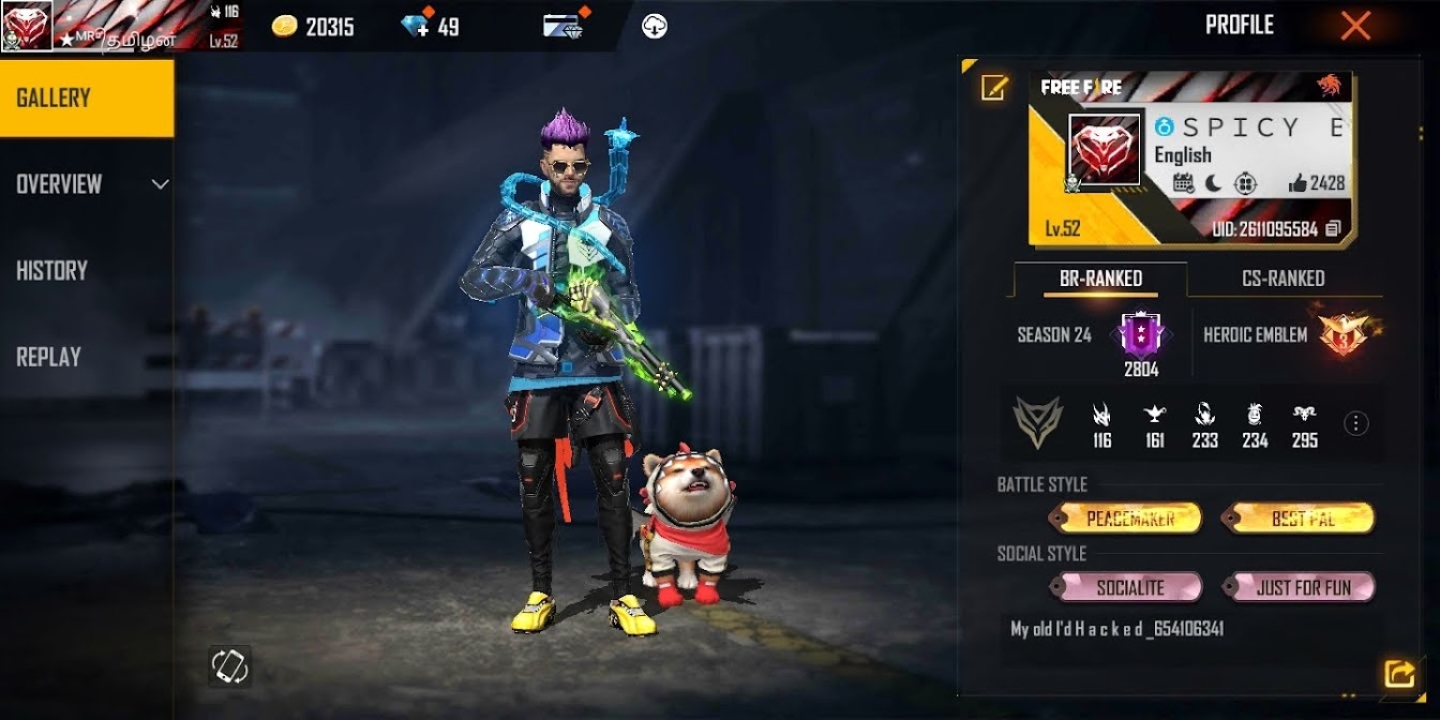 116
★ᴹᴿ᭄தமிழன்
Lv.52
20315
49
PROFILE
GALLERY
OVERVIEW
HISTORY
REPLAY
FREE FIRE
S P I C Y E
English
2428
Lv.52
UID: 2611095584
BR-RANKED
CS-RANKED
SEASON 24
2804
HEROIC EMBLEM
3
116 161 233 234 295
BATTLE STYLE
PEACEMAKER BEST PAL
SOCIAL STYLE
SOCIALITE JUST FOR FUN
My old I'd H a c k e d _654106341